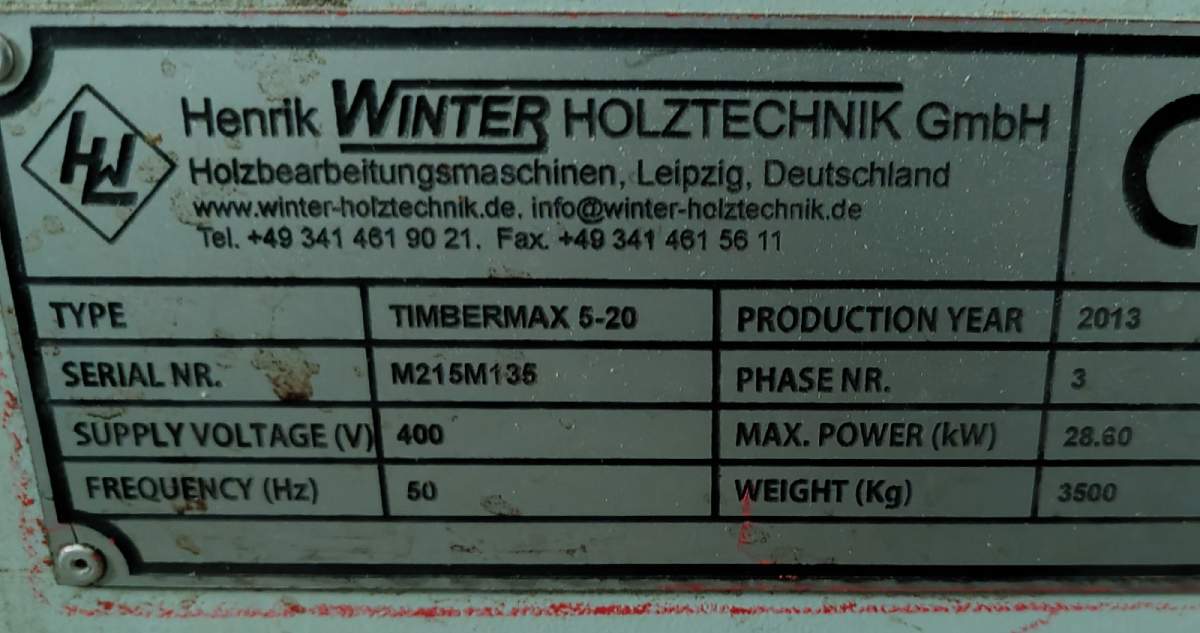 HW
Henrik WINTER HOLZTECHNIK GmbH
Holzbearbeitungsmaschinen, Leipzig, Deutschland
www.winter-holztechnik.de. info@winter-holztechnik.de
Tel. +49 341 461 90 21. Fax. +49 341 461 56 11
TYPE TIMBERMAX 5-20 PRODUCTION YEAR 2013
SERIAL NR. M215M135 PHASE NR. 3
SUPPLY VOLTAGE (V) 400 MAX. POWER (kW) 28.60
FREQUENCY (Hz) 50 WEIGHT (Kg) 3500